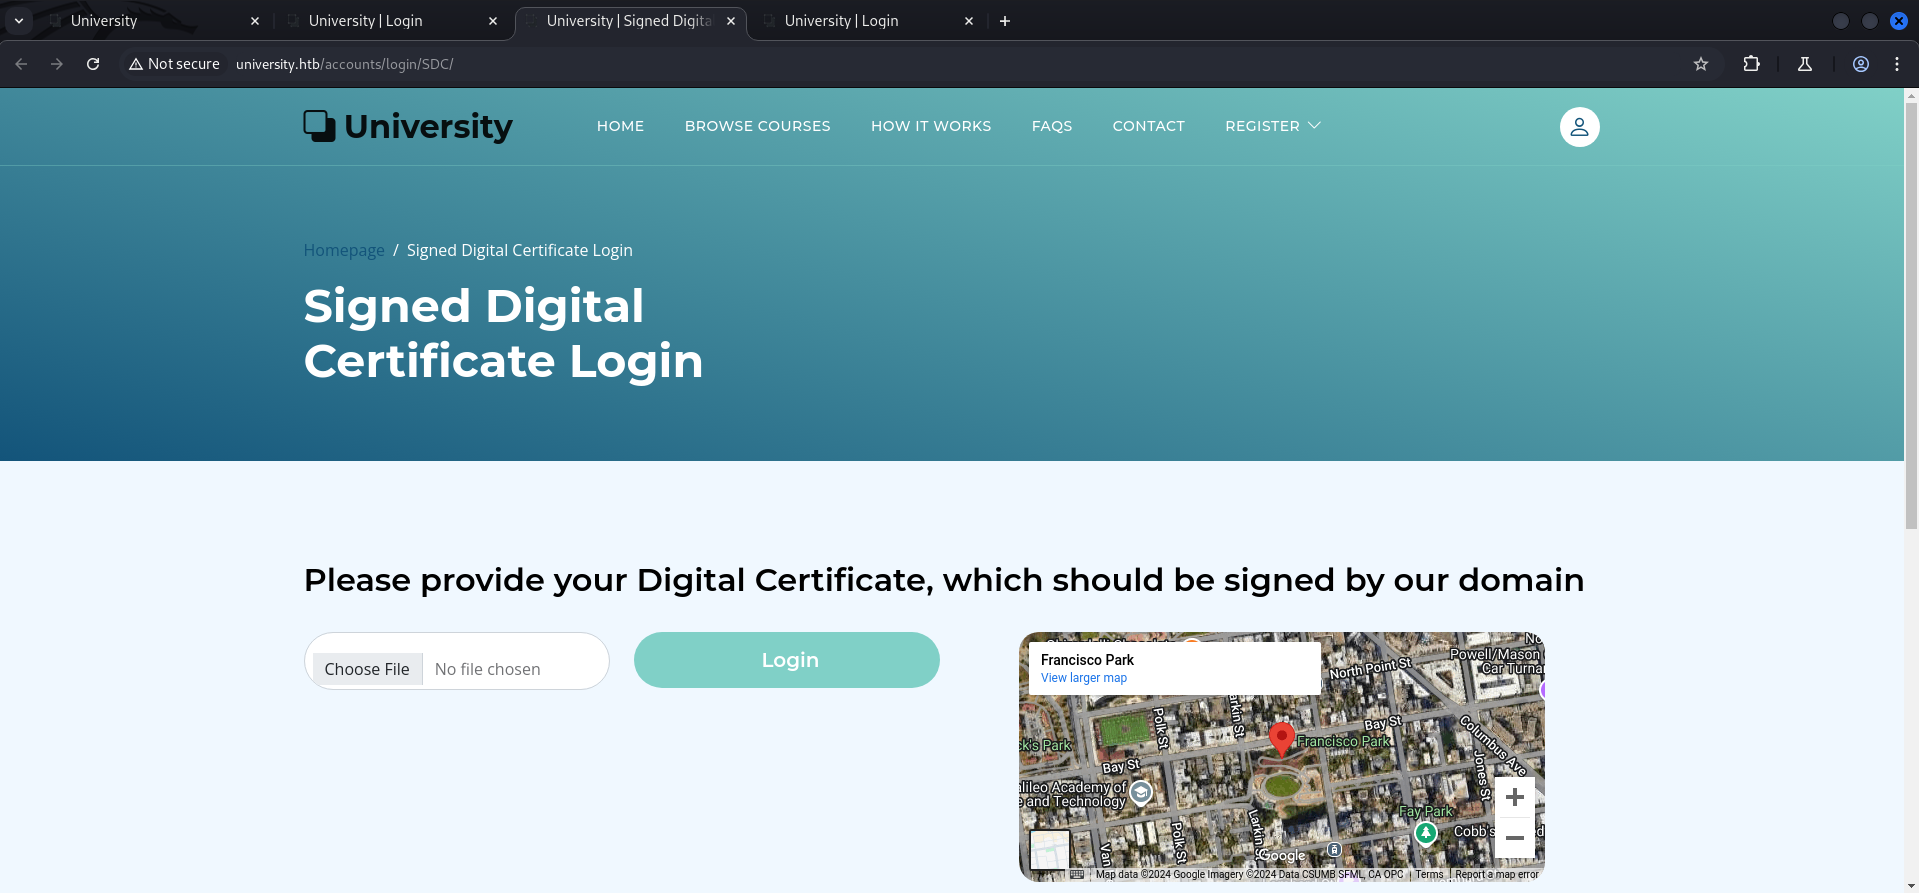 University
University | Login
University | Signed Digita
University | Login
Not secure
university.htb/accounts/login/SDC/
University
HOME
BROWSE COURSES
HOW IT WORKS
FAQS
CONTACT
REGISTER
Homepage / Signed Digital Certificate Login
Signed Digital
Certificate Login
Please provide your Digital Certificate, which should be signed by our domain
Choose File
No file chosen
Login
Francisco Park
View larger map
North Point St
Powell/Mason
Car Turna
Polk St
Larkin St
Bay St
Columbus Ave
Francisco Park
ck's Park
Bay St
Jones St
alileo Academy of
e and Technology
Fay Park
Cobb's
ed
Van
Polk St
Larkin S
Google
Map data ©2024 Google Imagery ©2024 Data CSUMB SFML, CA OPC
Terms
Report a map error